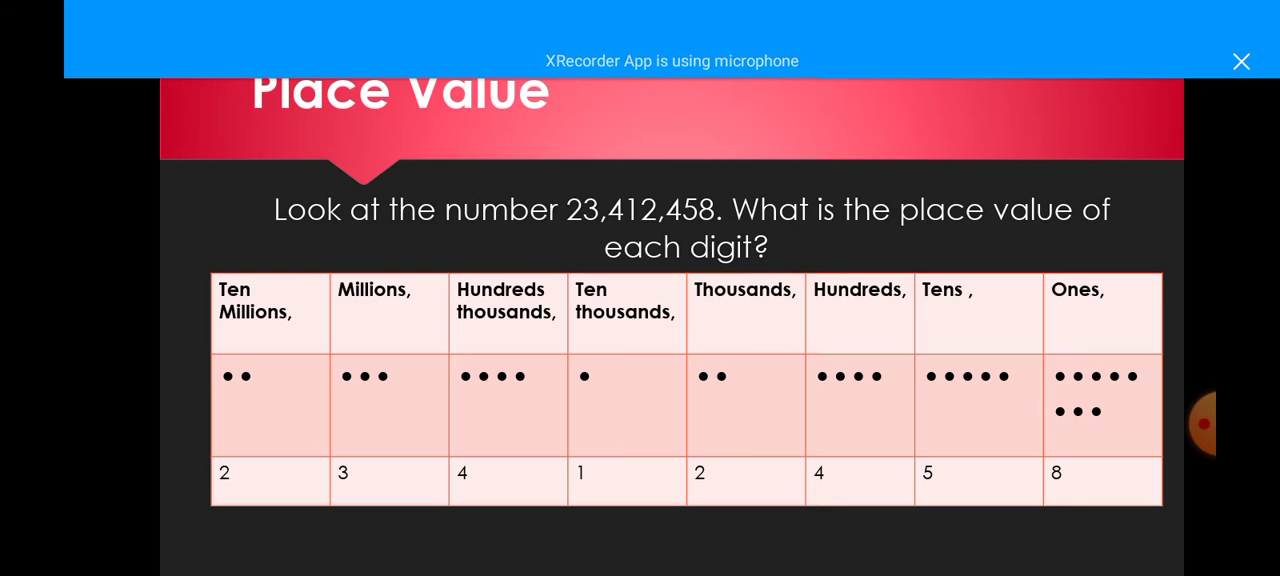 XRecorder App is using microphone
Place Value
Look at the number 23,412,458. What is the place value of
each digit?
Ten
Millions,
Millions,
Hundreds
thousands,
Ten
thousands,
Thousands,
Hundreds,
Tens ,
Ones,
2
3
4
1
2
4
5
8